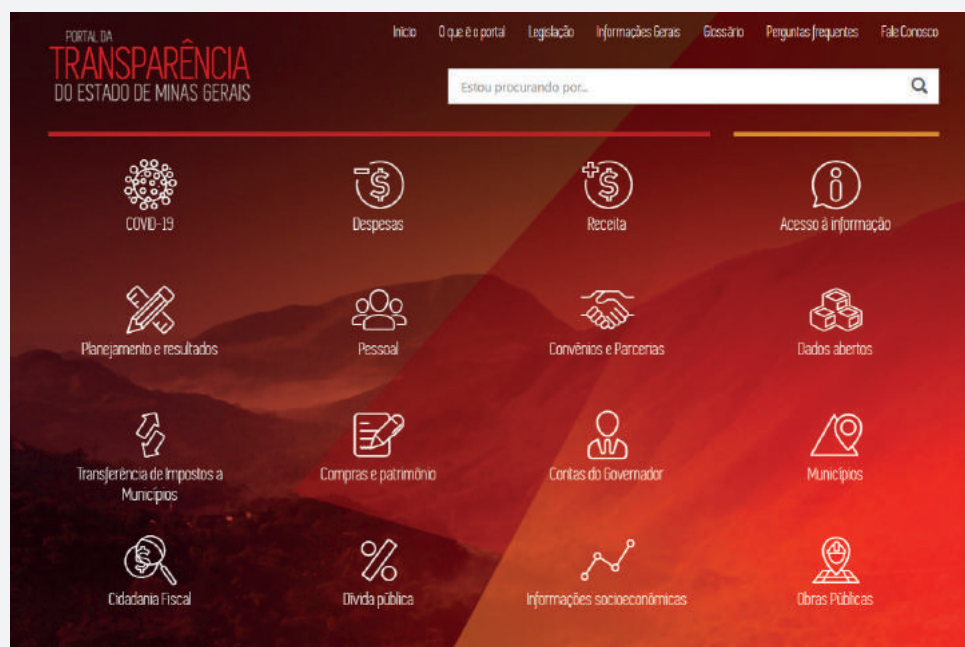 PORTAL DA
TRANSPARÊNCIA
DO ESTADO DE MINAS GERAIS
Início O que é o portal Legislação Informações Gerais Glossário Perguntas frequentes Fale Conosco
Estou procurando por...
COVID-19
Despesas
Receita
Acesso à informação
Planejamento e resultados
Pessoal
Convênios e Parcerias
Dados abertos
Transferência de Impostos a
Municípios
Compras e patrimônio
Contas do Governador
Municípios
Cidadania Fiscal
Dívida pública
Informações socioeconômicas
Obras Públicas